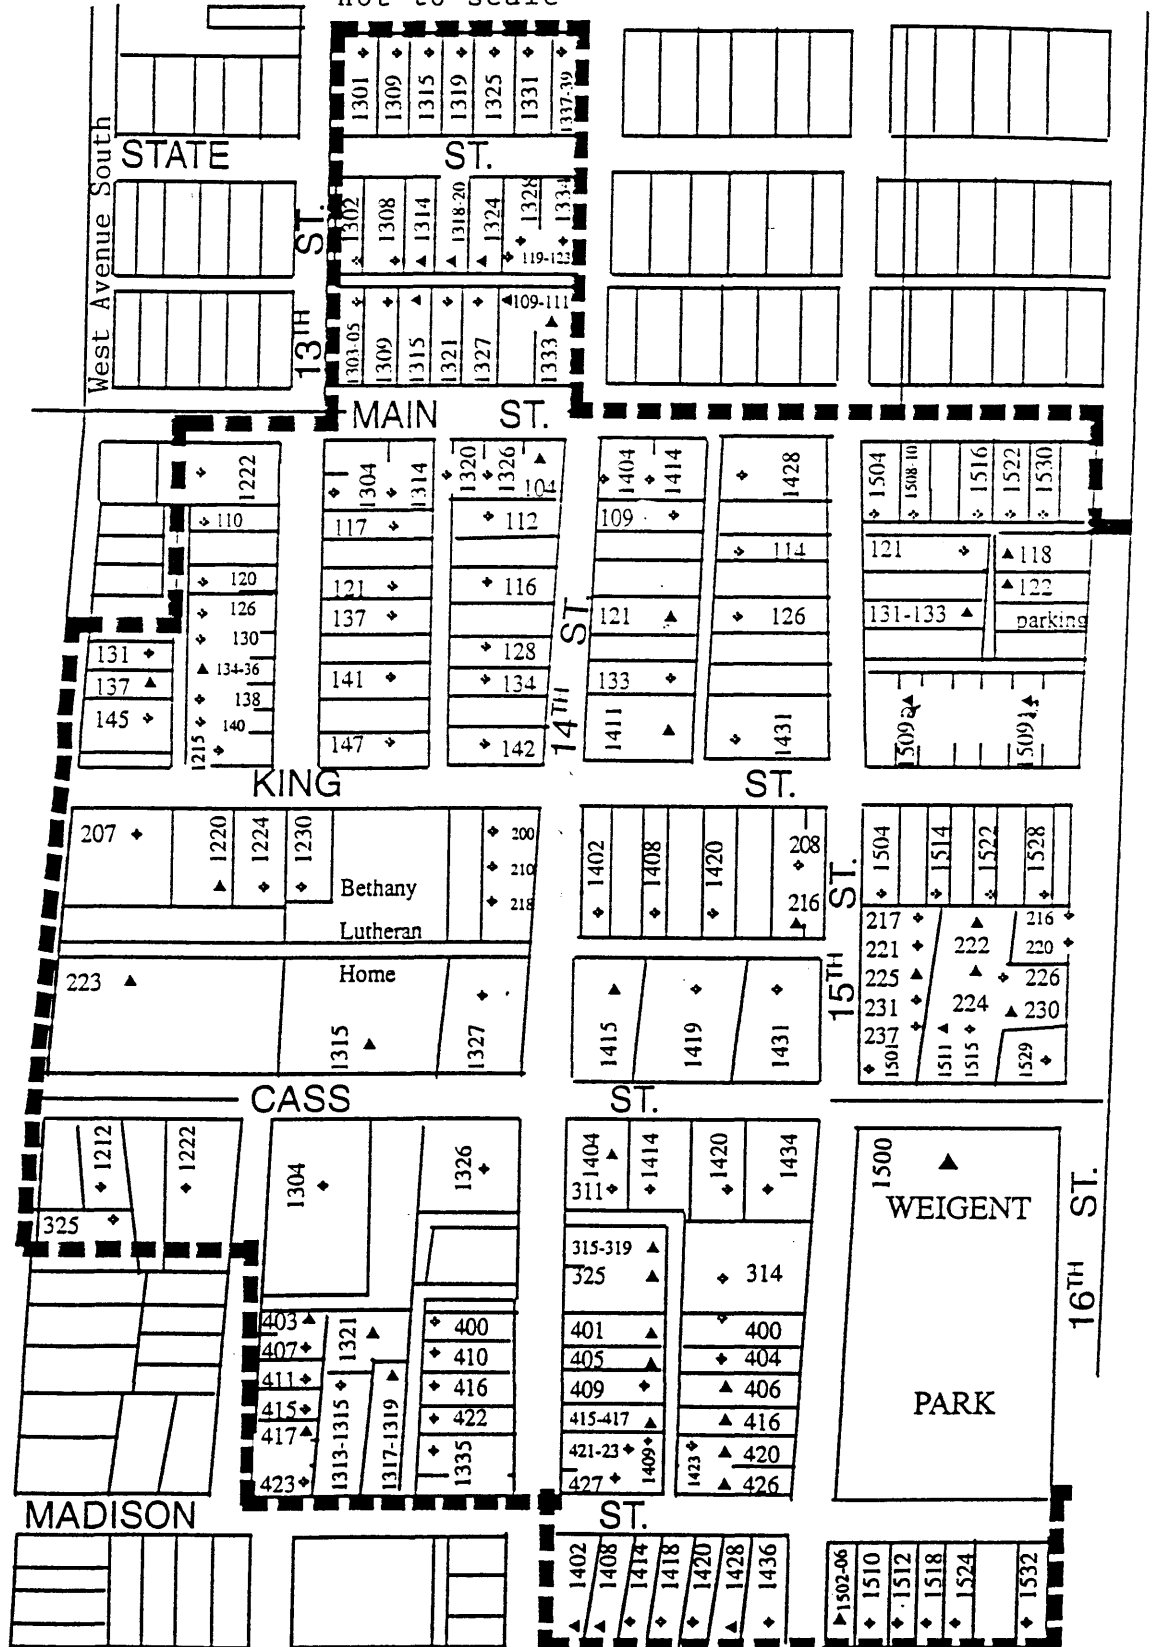 not to scale
1301 1309 1315 1319 1325 1331 1337-39
STATE ST.
West Avenue South
13TH ST.
1302 1308 1314 1318-20 1324 1328 1334
119-123
109-111
1303-05 1309 1315 1321 1327 1333
MAIN ST.
1222 1304 1314 1320 1326 104 1404 1414 1428 1504 1508-10 1516 1522 1530
110 117 112 109
114 121 118
120 121 116 122
126 137 121 126 131-133 parking
130 128
131
134-36
137 141 134 133
138
145 140 147 142 1411 1431 1509 1509
1215
14TH ST.
KING ST.
207 1220 1224 1230 200 1402 1408 1420 208 1504 1514 1522 1528
210
Bethany 218 216
Lutheran
Home
217 222 216
221 220
225 226
231 224 230
237
1501 1511 1515 1529
15TH ST.
223 1315 1327 1415 1419 1431
CASS ST.
1212 1222 1304 1326 1404 1414 1420 1434 1500
311
325
WEIGENT
PARK
16TH ST.
315-319
325 314
403 1321 400 401 400
407 410 405 404
411 416 409 406
415 422 415-417 416
417 421-23 420
423 1313-1315 1317-1319 1335 427 1409 1423 426
MADISON ST.
1402 1408 1414 1418 1420 1428 1436 1502-06 1510 1512 1518 1524 1532